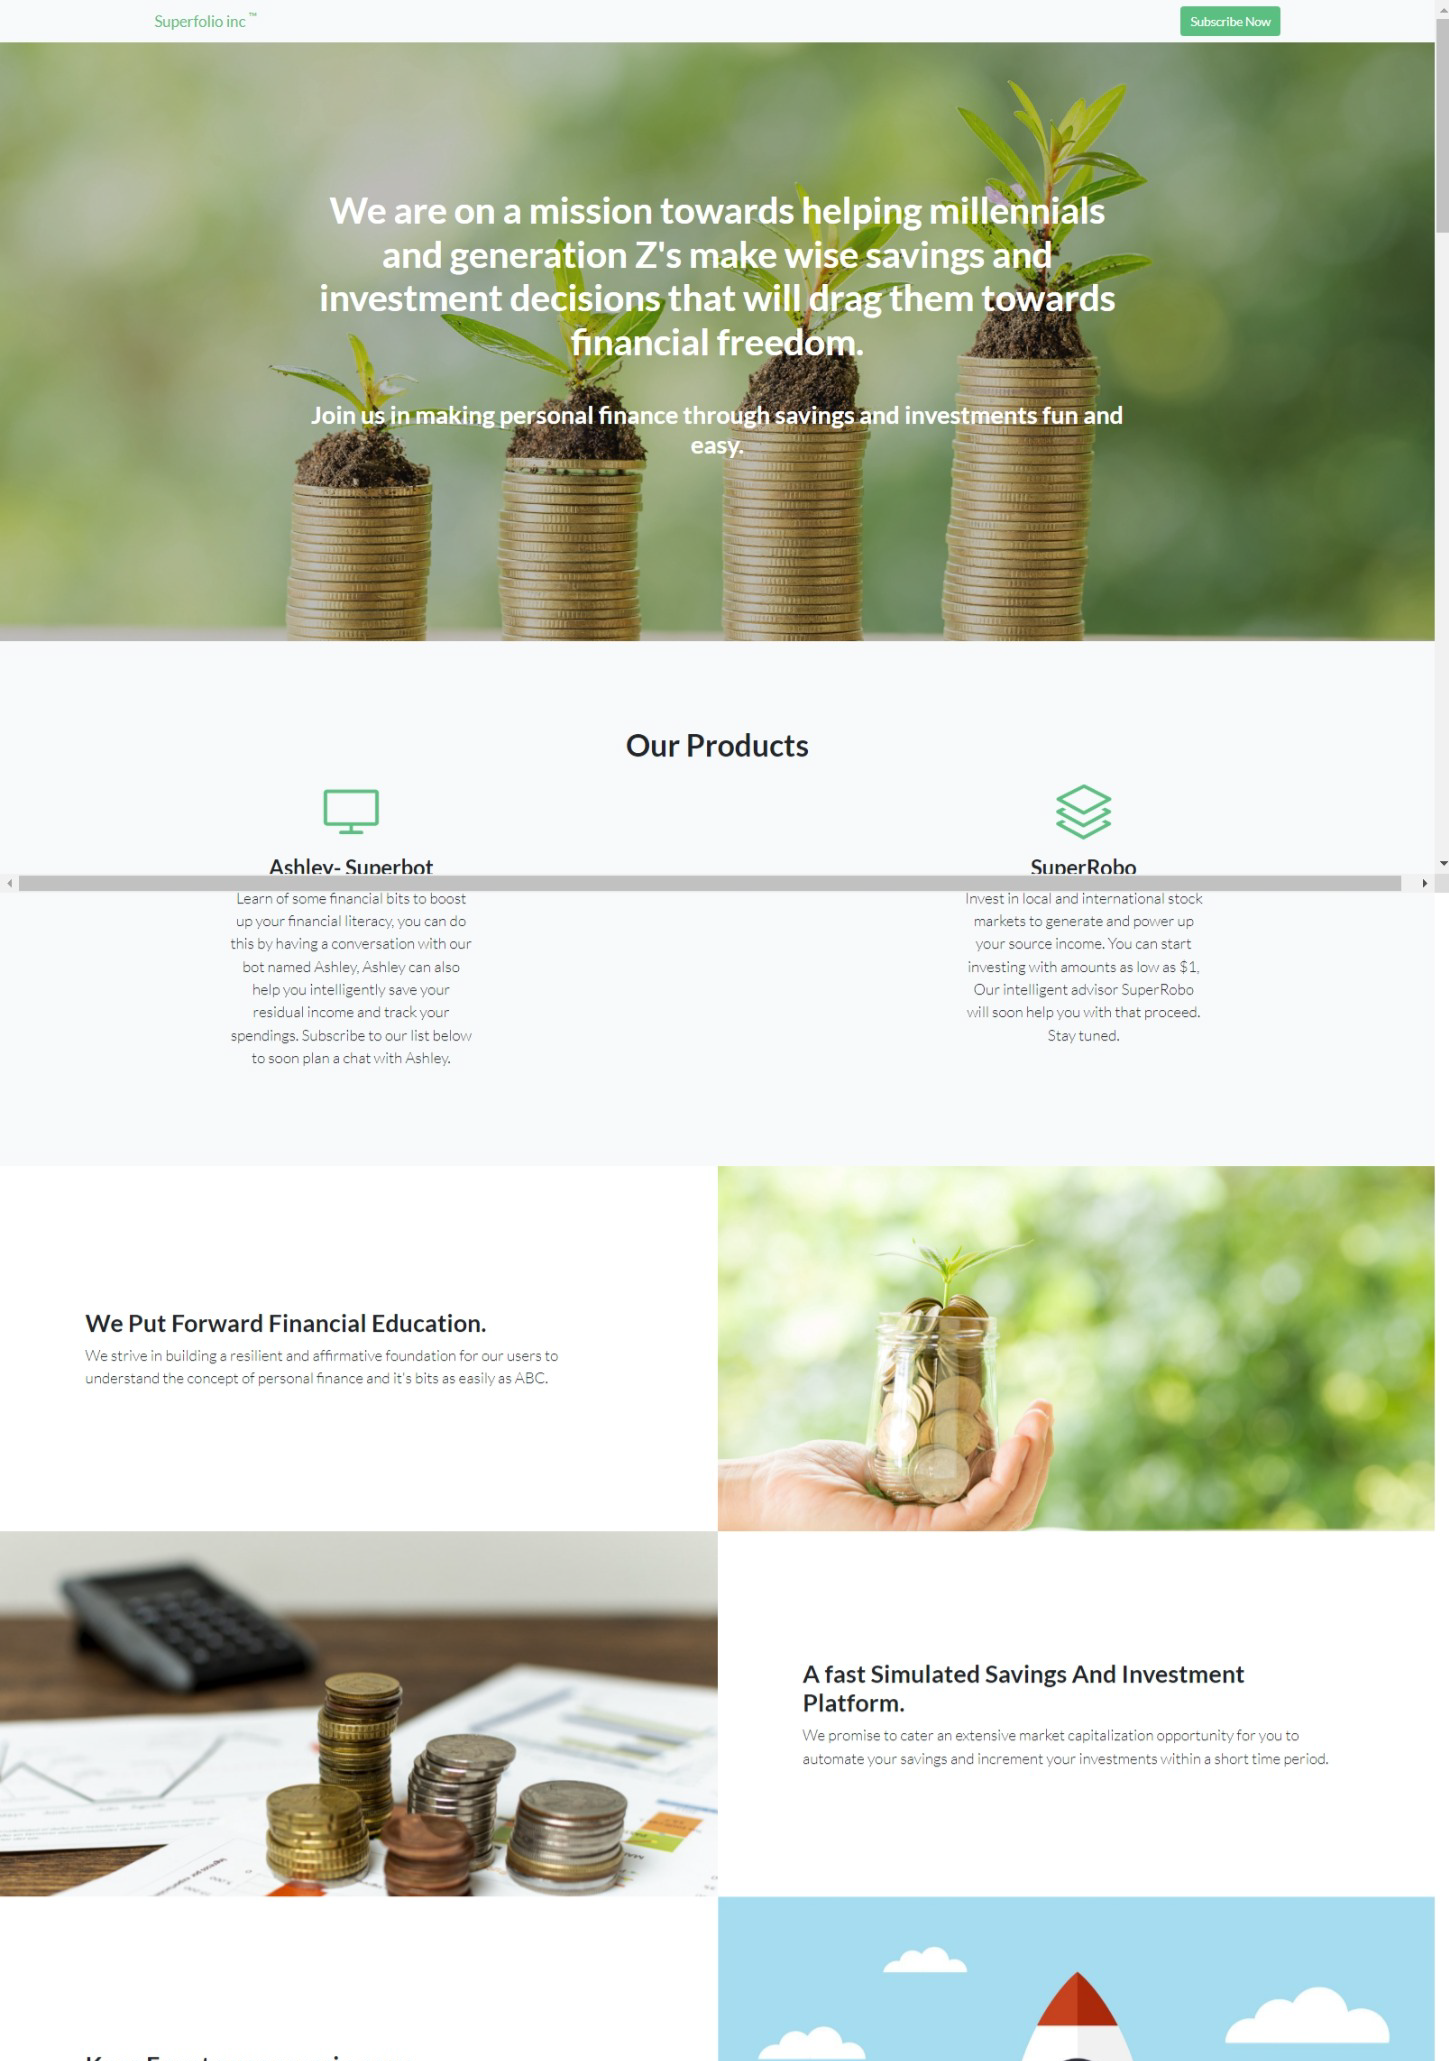 Superfolio inc ™
Subscribe Now
We are on a mission towards helping millennials
and generation Z's make wise savings and
investment decisions that will drag them towards
financial freedom.
Join us in making personal finance through savings and investments fun and
easy.
Our Products
Ashley- Superbot
Learn of some financial bits to boost
up your financial literacy, you can do
this by having a conversation with our
bot named Ashley, Ashley can also
help you intelligently save your
residual income and track your
spendings. Subscribe to our list below
to soon plan a chat with Ashley.
SuperRobo
Invest in local and international stock
markets to generate and power up
your source income. You can start
investing with amounts as low as $1,
Our intelligent advisor SuperRobo
will soon help you with that proceed.
Stay tuned.
We Put Forward Financial Education.
We strive in building a resilient and affirmative foundation for our users to
understand the concept of personal finance and it's bits as easily as ABC.
A fast Simulated Savings And Investment
Platform.
We promise to cater an extensive market capitalization opportunity for you to
automate your savings and increment your investments within a short time period.